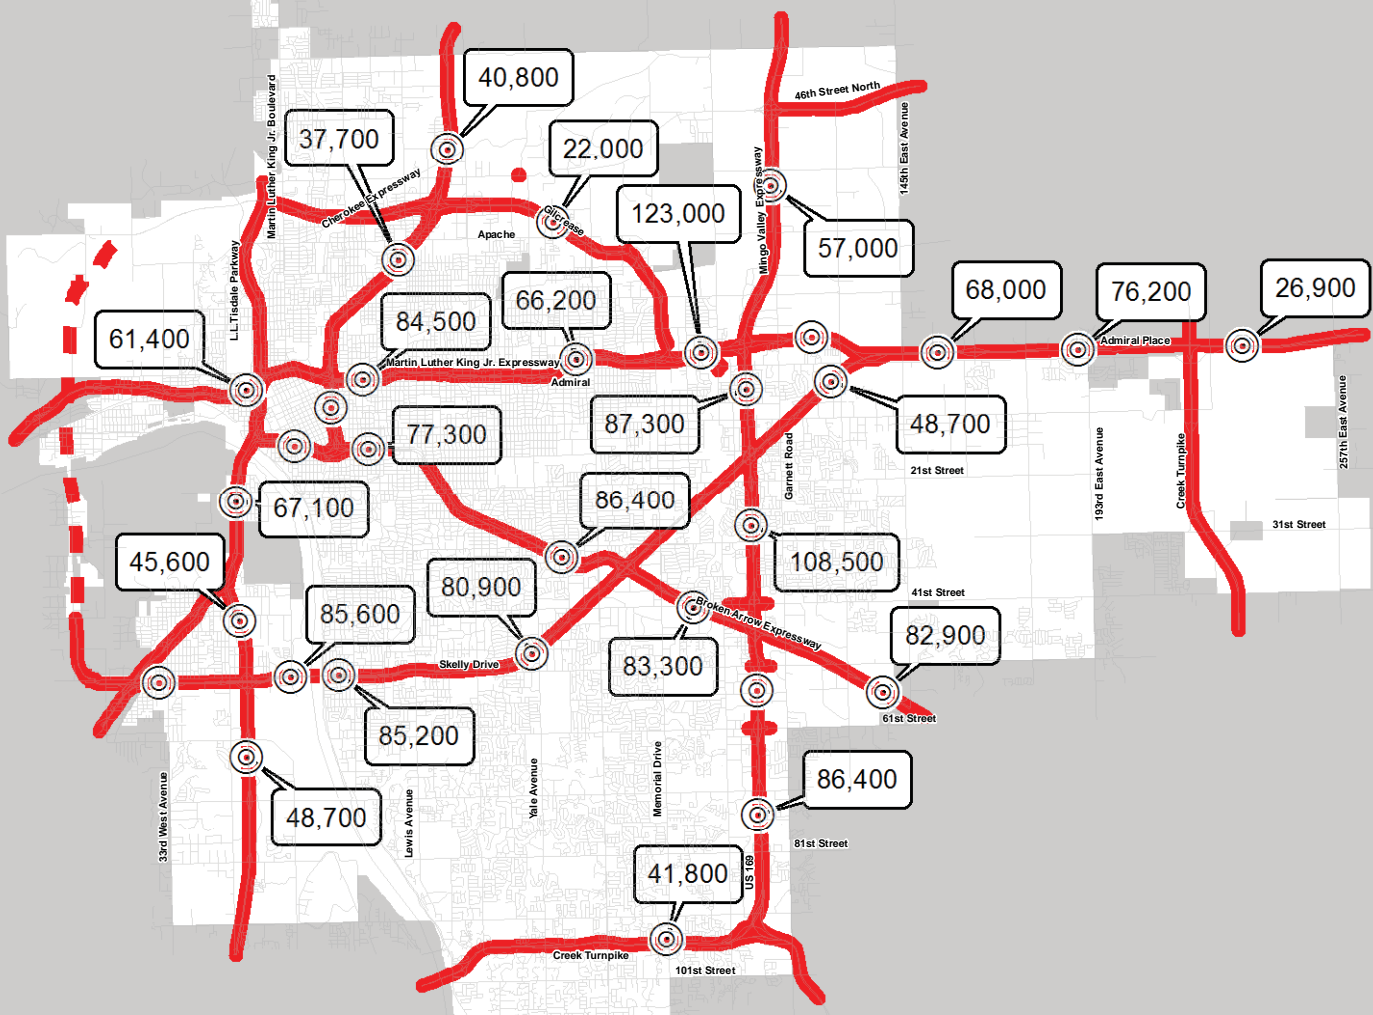 40,800
46th Street North
Martin Luther King Jr. Boulevard
145th East Avenue
37,700
22,000
Cherokee Expressway
Mingo Valley Expressway
123,000
Gilcrease
Apache
57,000
L.L.Tisdale Parkway
68,000
76,200
26,900
66,200
84,500
61,400
Admiral Place
Martin Luther King Jr. Expressway
Admiral
257th East Avenue
87,300
48,700
77,300
Garnett Road
193rd East Avenue
Creek Turnpike
21st Street
86,400
67,100
31st Street
108,500
45,600
80,900
85,600
41st Street
Broken Arrow Expressway
82,900
83,300
Skelly Drive
61st Street
85,200
33rd West Avenue
Lewis Avenue
Yale Avenue
Memorial Drive
86,400
48,700
81st Street
US 169
41,800
Creek Turnpike
101st Street